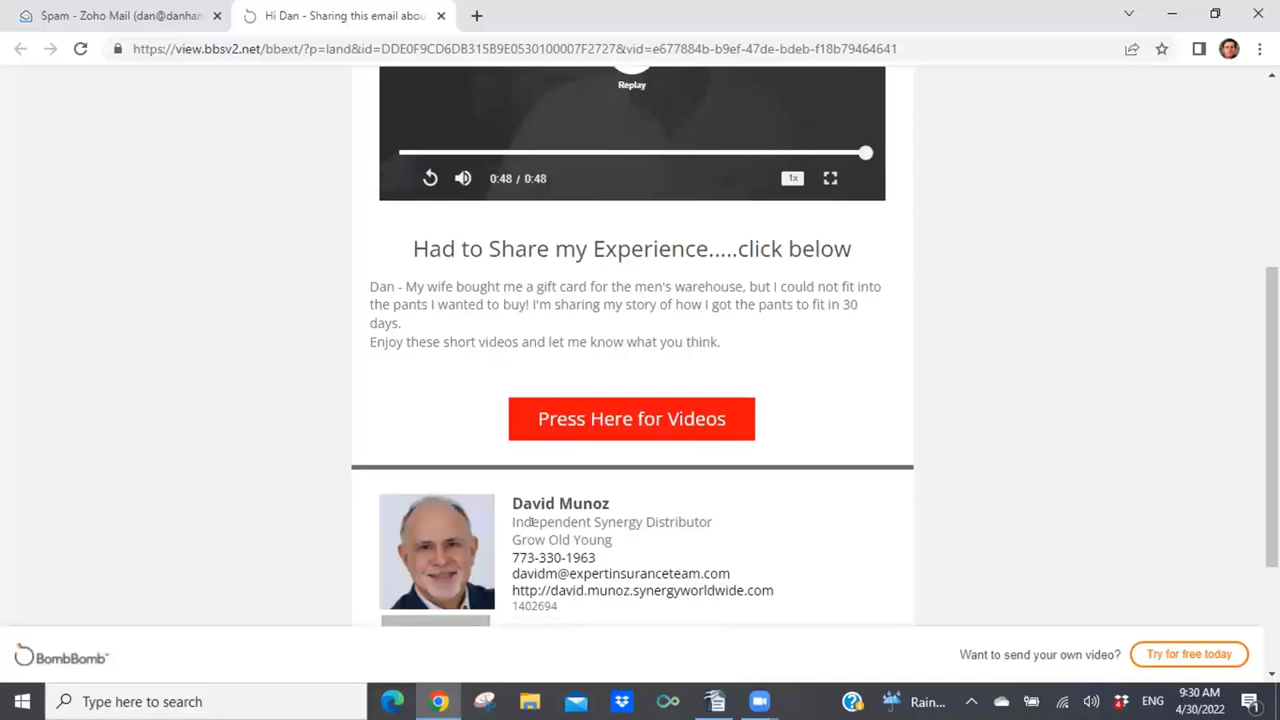 Spam - Zoho Mail (dan@danhan
Hi Dan - Sharing this email abou
https://view.bbsv2.net/bbext/?p=land&id=DDE0F9CD6DB315B9E0530100007F2727&vid=e677884b-b9ef-47de-bdeb-f18b79464641
Replay
0:48 / 0:48
1x
Had to Share my Experience.....click below
Dan - My wife bought me a gift card for the men's warehouse, but I could not fit into
the pants I wanted to buy! I'm sharing my story of how I got the pants to fit in 30
days.
Enjoy these short videos and let me know what you think.
Press Here for Videos
David Munoz
Independent Synergy Distributor
Grow Old Young
773-330-1963
davidm@expertinsuranceteam.com
http://david.munoz.synergyworldwide.com
1402694
BombBomb
Want to send your own video?
Try for free today
Type here to search
Rain...
ENG
9:30 AM
4/30/2022
1